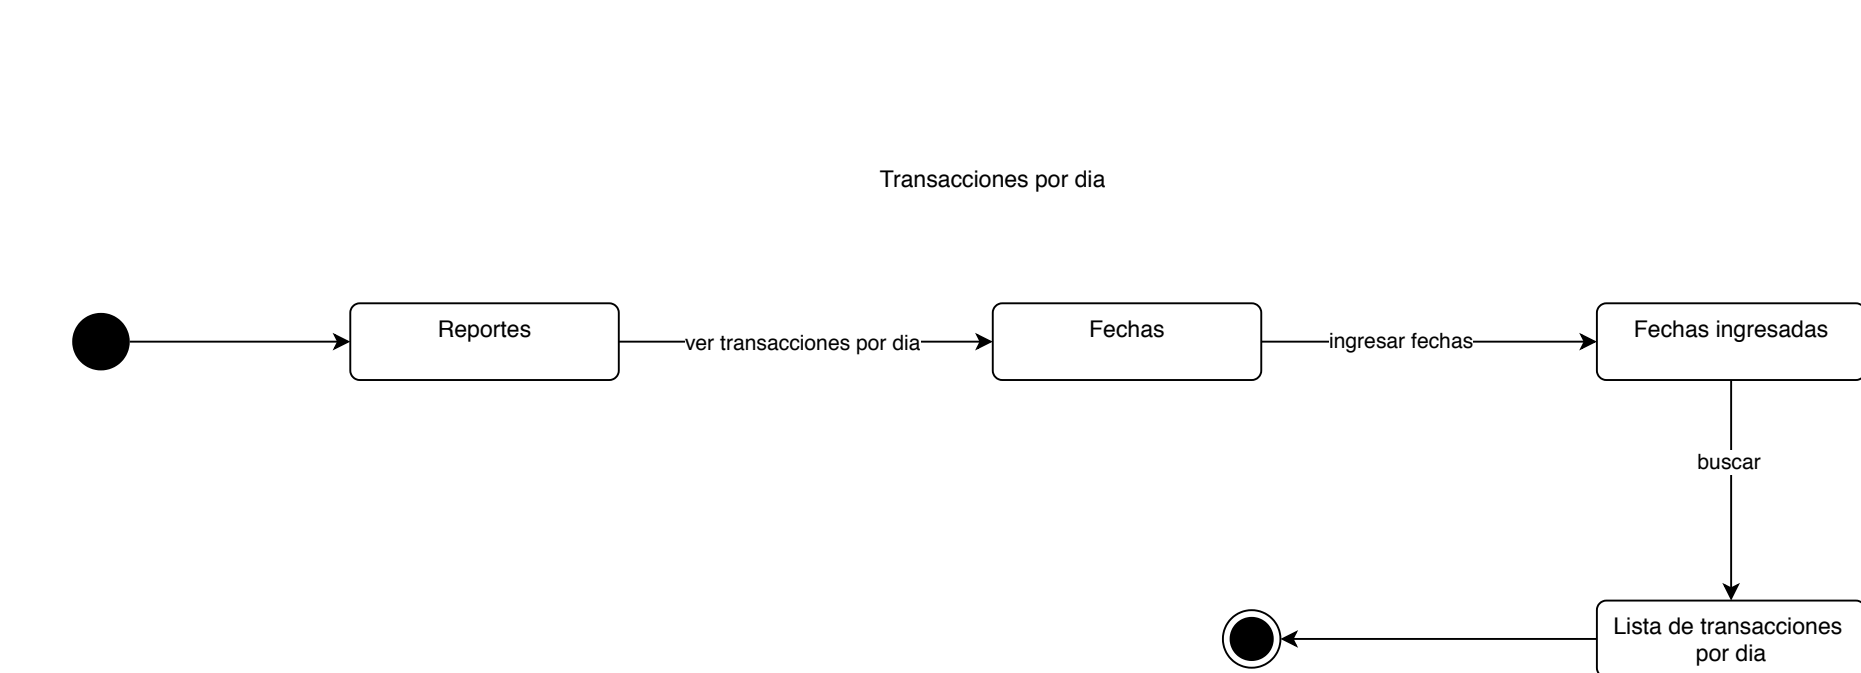 Transacciones por dia
Reportes
ver transacciones por dia
Fechas
ingresar fechas
Fechas ingresadas
buscar
Lista de transacciones
por dia